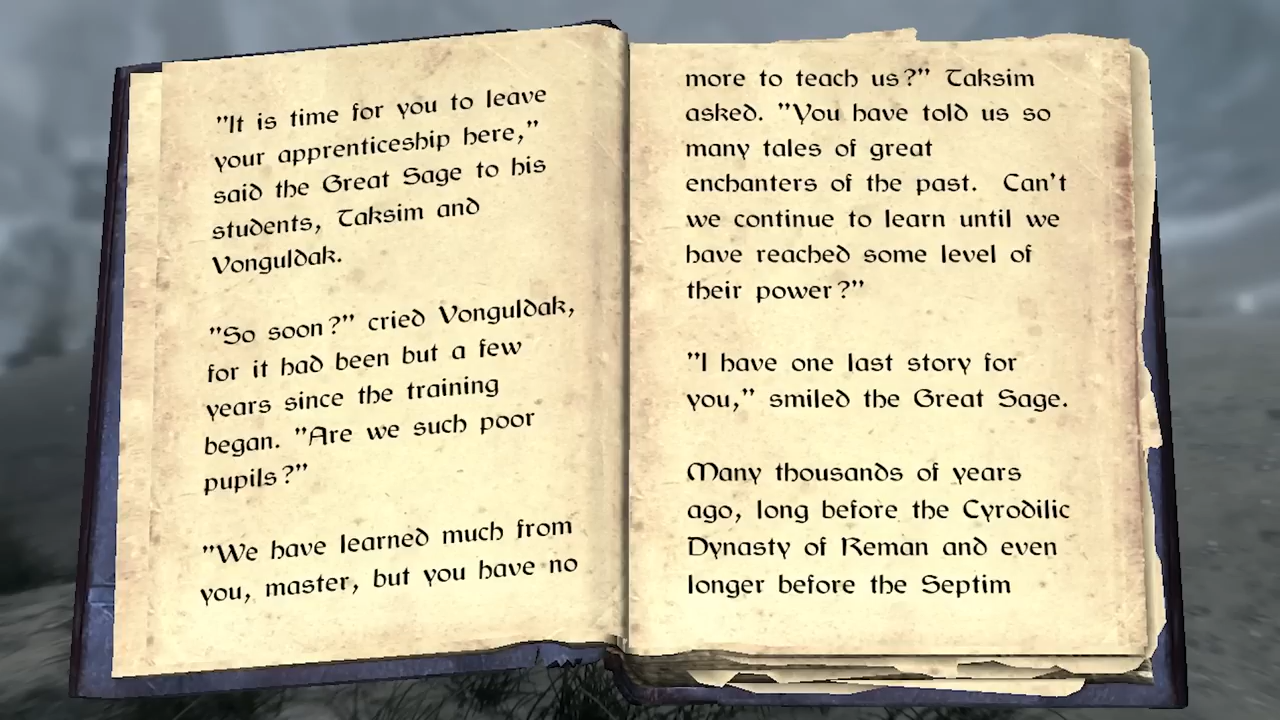 "It is time for you to leave
your apprenticeship here,"
said the Great Sage to his
students, Taksim and
Vonguldak.
"So soon?" cried Vonguldak,
for it had been but a few
years since the training
began. "Are we such poor
pupils?"
"We have learned much from
you, master, but you have no
more to teach us?" Taksim
asked. "You have told us so
many tales of great
enchanters of the past.  Can't
we continue to learn until we
have reached some level of
their power?"
"I have one last story for
you," smiled the Great Sage.
Many thousands of years
ago, long before the Cyrodilic
Dynasty of Reman and even
longer before the Septim